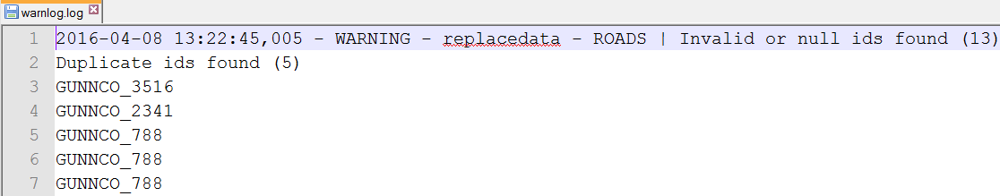 warnlog.log
1 2016-04-08 13:22:45,005 - WARNING - replacedata - ROADS | Invalid or null ids found (13)
2 Duplicate ids found (5)
3 GUNNCO_3516
4 GUNNCO_2341
5 GUNNCO_788
6 GUNNCO_788
7 GUNNCO_788